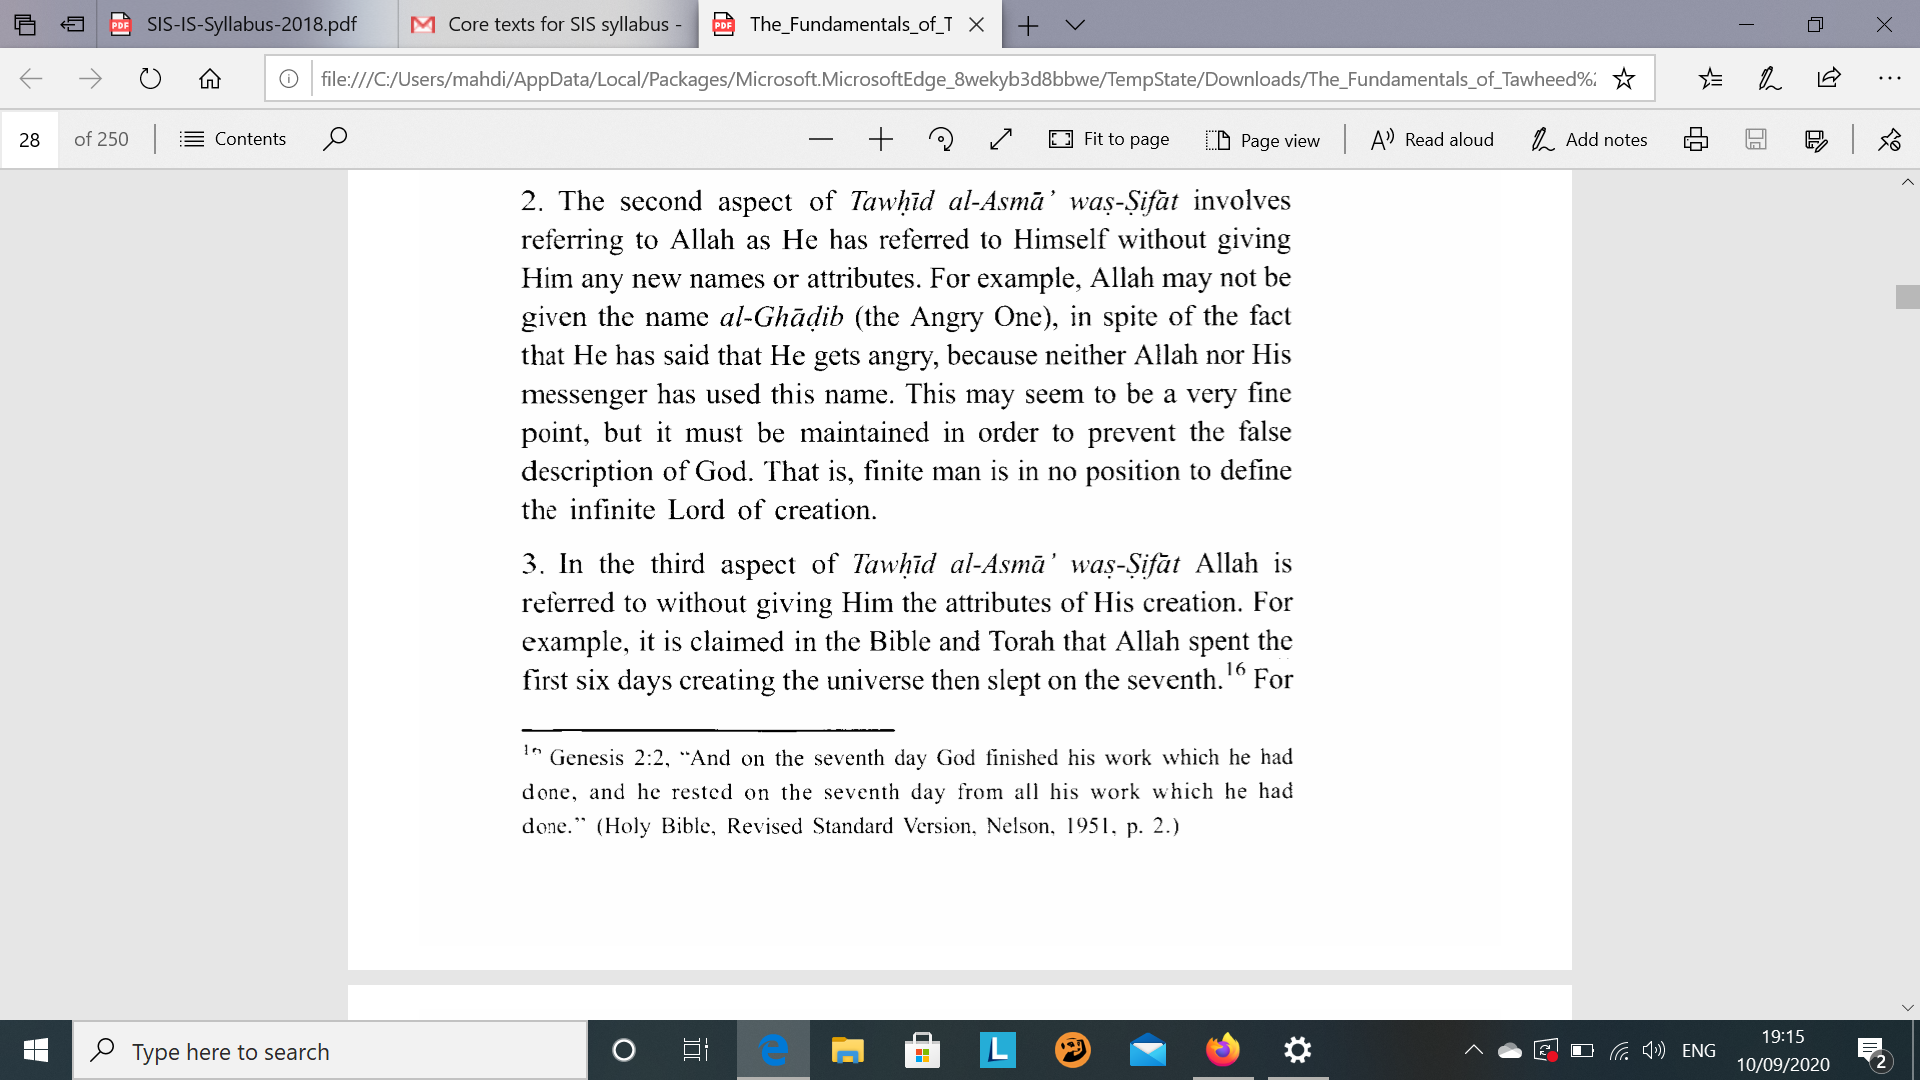 SIS-IS-Syllabus-2018.pdf
Core texts for SIS syllabus -
The_Fundamentals_of_T
file:///C:/Users/mahdi/AppData/Local/Packages/Microsoft.MicrosoftEdge_8wekyb3d8bbwe/TempState/Downloads/The_Fundamentals_of_Tawheed%2
28 of 250
Contents
Fit to page
Page view
Read aloud
Add notes
2. The second aspect of Tawḥīd al-Asmā’ waṣ-Ṣifāt involves
referring to Allah as He has referred to Himself without giving
Him any new names or attributes. For example, Allah may not be
given the name al-Ghāḍib (the Angry One), in spite of the fact
that He has said that He gets angry, because neither Allah nor His
messenger has used this name. This may seem to be a very fine
point, but it must be maintained in order to prevent the false
description of God. That is, finite man is in no position to define
the infinite Lord of creation.
3. In the third aspect of Tawḥīd al-Asmā’ waṣ-Ṣifāt Allah is
referred to without giving Him the attributes of His creation. For
example, it is claimed in the Bible and Torah that Allah spent the
first six days creating the universe then slept on the seventh.16 For
Genesis 2:2, “And on the seventh day God finished his work which he had
done, and he rested on the seventh day from all his work which he had
done.” (Holy Bible, Revised Standard Version, Nelson, 1951, p. 2.)
Type here to search
L
ENG
19:15
10/09/2020
2